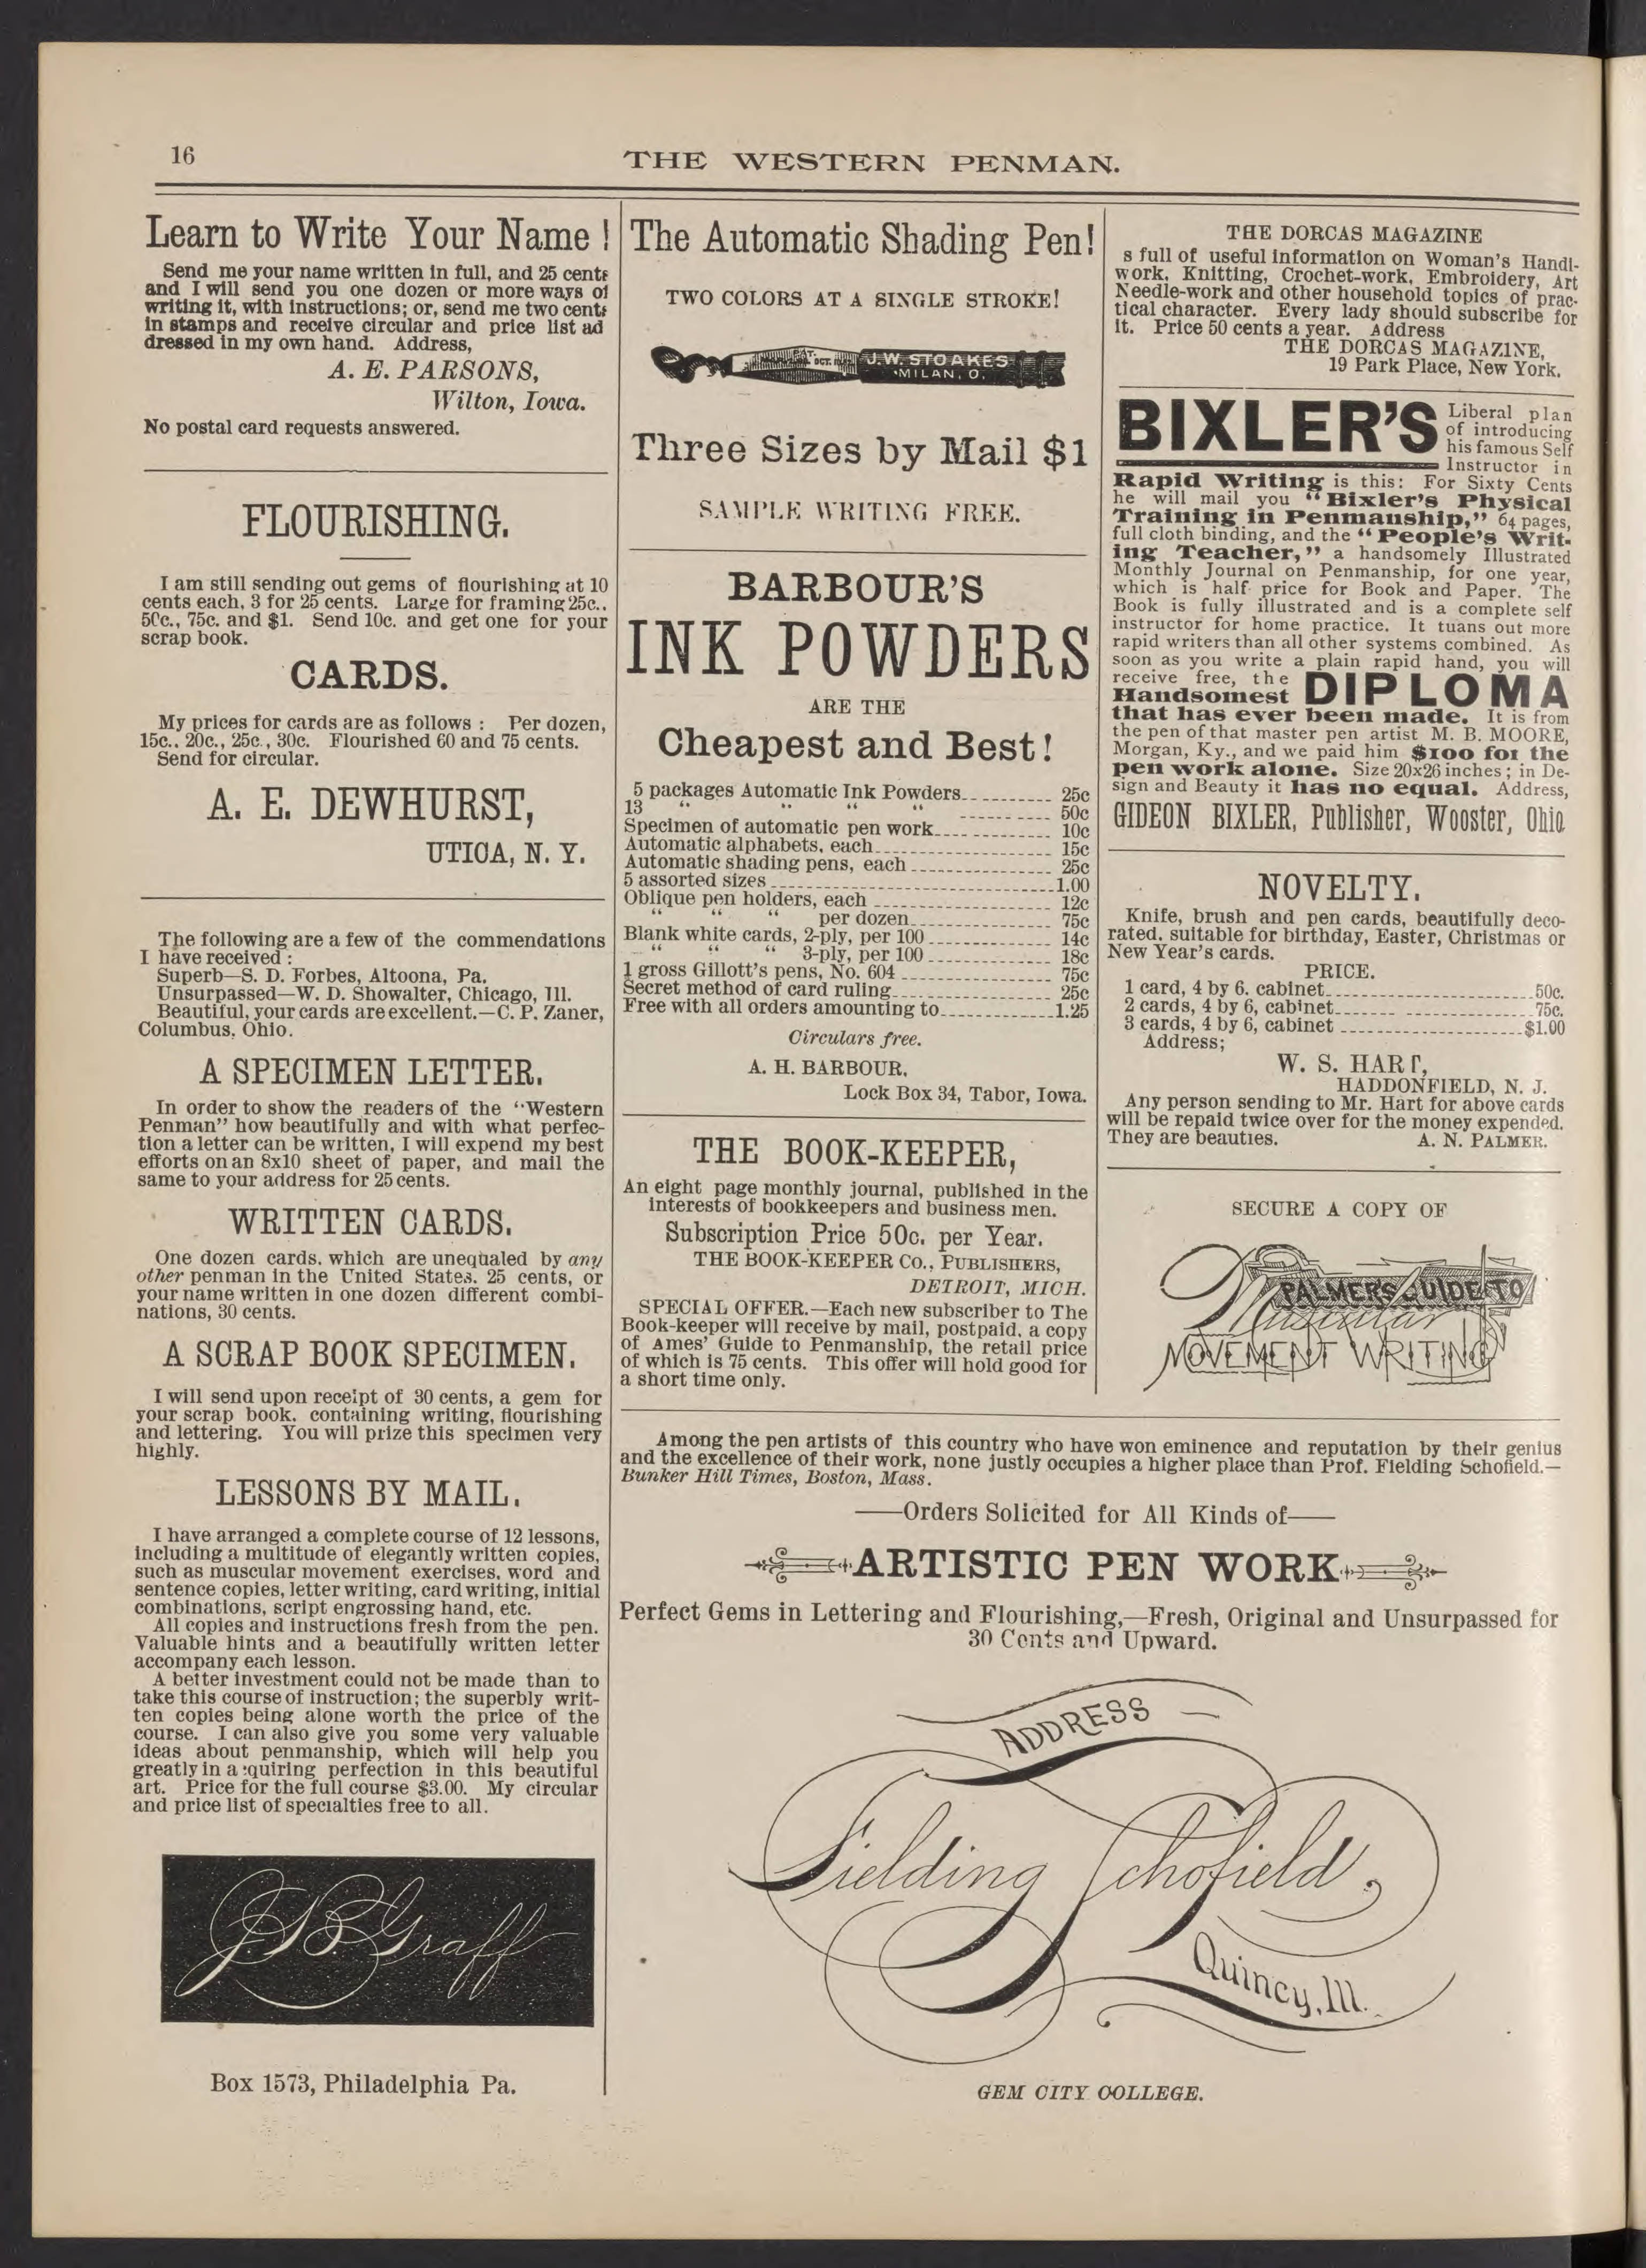 16
THE WESTERN PENMAN.
Learn to Write Your Name !
Send me your name written in full, and 25 cents
and I will send you one dozen or more ways of
writing it, with instructions; or, send me two cents
in stamps and receive circular and price list ad
dressed in my own hand. Address,
A. E. PARSONS,
Wilton, Iowa.
No postal card requests answered.
FLOURISHING.
I am still sending out gems of flourishing at 10
cents each, 3 for 25 cents. Large for framing 25c.,
50c., 75c. and $1. Send 10c. and get one for your
scrap book.
CARDS.
My prices for cards are as follows : Per dozen,
15c., 20c., 25c., 30c. Flourished 60 and 75 cents.
Send for circular.
A. E. DEWHURST,
UTICA, N. Y.
The following are a few of the commendations
I have received :
Superb—S. D. Forbes, Altoona, Pa.
Unsurpassed—W. D. Showalter, Chicago, Ill.
Beautiful, your cards are excellent.—C. P. Zaner,
Columbus, Ohio.
A SPECIMEN LETTER.
In order to show the readers of the "Western
Penman" how beautifully and with what perfec-
tion a letter can be written, I will expend my best
efforts on an 8x10 sheet of paper, and mail the
same to your address for 25 cents.
WRITTEN CARDS.
One dozen cards, which are unequaled by any
other penman in the United States, 25 cents, or
your name written in one dozen different combi-
nations, 30 cents.
A SCRAP BOOK SPECIMEN.
I will send upon receipt of 30 cents, a gem for
your scrap book, containing writing, flourishing
and lettering. You will prize this specimen very
highly.
LESSONS BY MAIL.
I have arranged a complete course of 12 lessons,
including a multitude of elegantly written copies,
such as muscular movement exercises, word and
sentence copies, letter writing, card writing, initial
combinations, script engrossing hand, etc.
All copies and instructions fresh from the pen.
Valuable hints and a beautifully written letter
accompany each lesson.
A better investment could not be made than to
take this course of instruction; the superbly writ-
ten copies being alone worth the price of the
course. I can also give you some very valuable
ideas about penmanship, which will help you
greatly in acquiring perfection in this beautiful
art. Price for the full course $3.00. My circular
and price list of specialties free to all.
J B Graff
Box 1573, Philadelphia Pa.
The Automatic Shading Pen!
TWO COLORS AT A SINGLE STROKE!
OCT.
J.W. STOAKES
MILAN, O.
Three Sizes by Mail $1
SAMPLE WRITING FREE.
BARBOUR'S
INK POWDERS
ARE THE
Cheapest and Best!
5 packages Automatic Ink Powders 25c
13 " " " " 50c
Specimen of automatic pen work 10c
Automatic alphabets, each 15c
Automatic shading pens, each 25c
5 assorted sizes 1.00
Oblique pen holders, each 12c
" " " per dozen 75c
Blank white cards, 2-ply, per 100 14c
" " " 3-ply, per 100 18c
1 gross Gillott's pens, No. 604 75c
Secret method of card ruling 25c
Free with all orders amounting to 1.25
Circulars free.
A. H. BARBOUR,
Lock Box 34, Tabor, Iowa.
THE BOOK-KEEPER,
An eight page monthly journal, published in the
interests of bookkeepers and business men.
Subscription Price 50c. per Year.
THE BOOK-KEEPER Co., PUBLISHERS,
DETROIT, MICH.
SPECIAL OFFER.—Each new subscriber to The
Book-keeper will receive by mail, postpaid, a copy
of Ames' Guide to Penmanship, the retail price
of which is 75 cents. This offer will hold good for
a short time only.
THE DORCAS MAGAZINE
s full of useful information on Woman's Handi-
work, Knitting, Crochet-work, Embroidery, Art
Needle-work and other household topics of prac-
tical character. Every lady should subscribe for
it. Price 50 cents a year. Address
THE DORCAS MAGAZINE,
19 Park Place, New York.
BIXLER'S Liberal plan
of introducing
his famous Self
Instructor in
Rapid Writing is this: For Sixty Cents
he will mail you "Bixler's Physical
Training in Penmanship," 64 pages,
full cloth binding, and the "People's Writ-
ing Teacher," a handsomely Illustrated
Monthly Journal on Penmanship, for one year,
which is half price for Book and Paper. The
Book is fully illustrated and is a complete self
instructor for home practice. It tuans out more
rapid writers than all other systems combined. As
soon as you write a plain rapid hand, you will
receive free, the
Handsomest DIPLOMA
that has ever been made. It is from
the pen of that master pen artist M. B. MOORE,
Morgan, Ky., and we paid him $100 for the
pen work alone. Size 20x26 inches; in De-
sign and Beauty it has no equal. Address,
GIDEON BIXLER, Publisher, Wooster, Ohio
NOVELTY.
Knife, brush and pen cards, beautifully deco-
rated, suitable for birthday, Easter, Christmas or
New Year's cards.
PRICE.
1 card, 4 by 6, cabinet 50c.
2 cards, 4 by 6, cabinet 75c.
3 cards, 4 by 6, cabinet $1.00
Address;
W. S. HART,
HADDONFIELD, N. J.
Any person sending to Mr. Hart for above cards
will be repaid twice over for the money expended.
They are beauties. A. N. PALMER.
SECURE A COPY OF
PALMER'S GUIDE TO
Muscular
MOVEMENT WRITING
Among the pen artists of this country who have won eminence and reputation by their genius
and the excellence of their work, none justly occupies a higher place than Prof. Fielding Schofield.—
Bunker Hill Times, Boston, Mass.
—Orders Solicited for All Kinds of—
ARTISTIC PEN WORK
Perfect Gems in Lettering and Flourishing,—Fresh, Original and Unsurpassed for
30 Cents and Upward.
ADDRESS
Fielding Schofield,
Quincy, Ill.
GEM CITY COLLEGE.